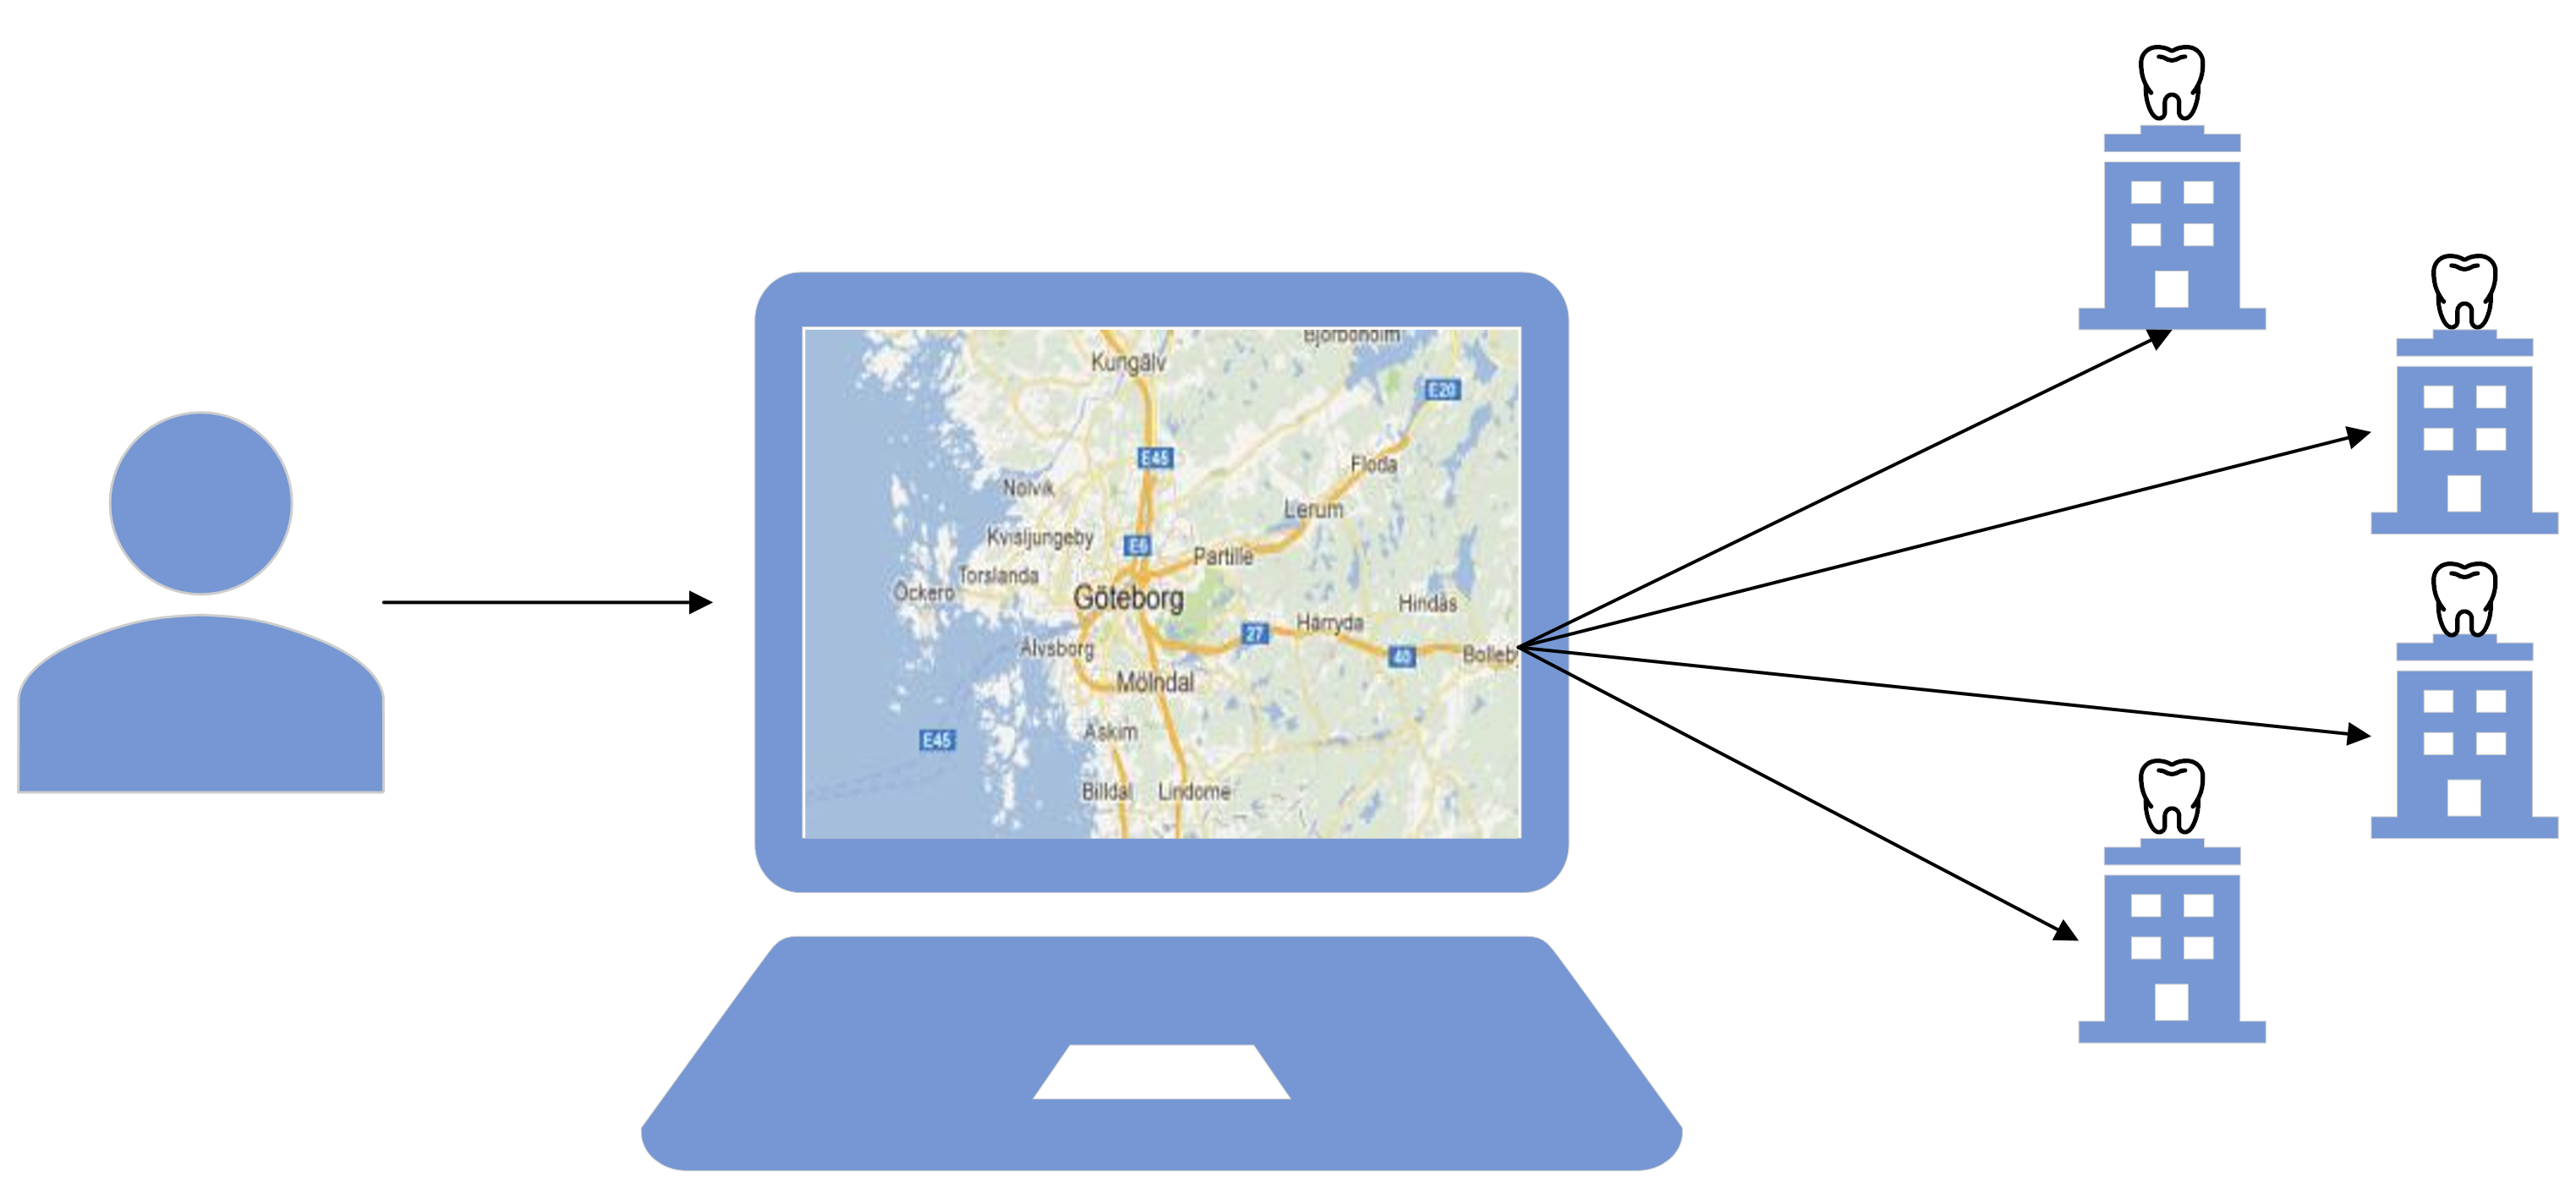 Björboholm
Kungälv
E20
E45
Floda
Nolvik
Lerum
Kvisljungeby
E6
Partille
Torslanda
Öckero
Göteborg
Hindås
Härryda
27
Älvsborg
40
Bolleby
Mölndal
Askim
E45
Billdal
Lindome